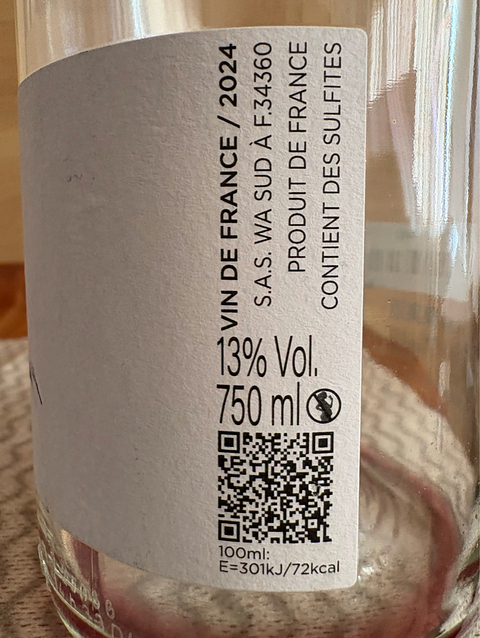 VIN DE FRANCE / 2024
S.A.S. WA SUD À F.34360
PRODUIT DE FRANCE
CONTIENT DES SULFITES
13% Vol.
750 ml
100ml:
E=301kJ/72kcal